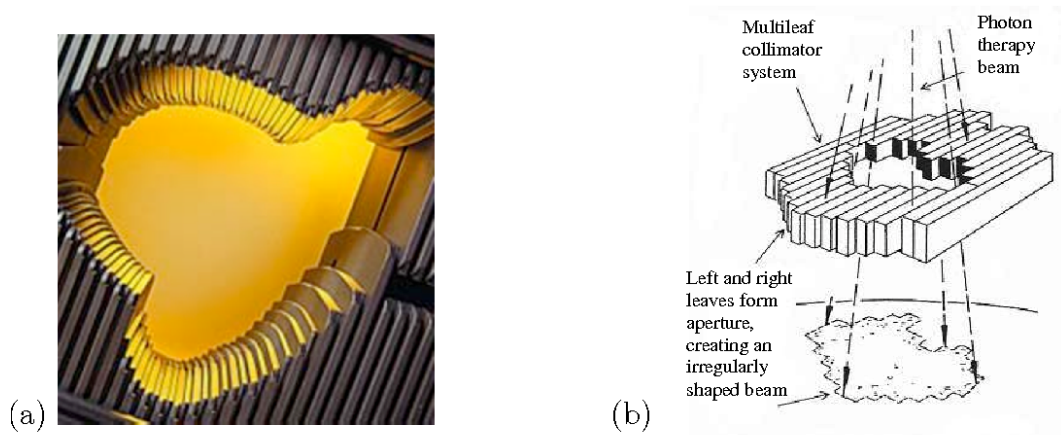 Multileaf
collimator
system
Photon
therapy
beam
Left and right
leaves form
aperture,
creating an
irregularly
shaped beam
(a)
(b)